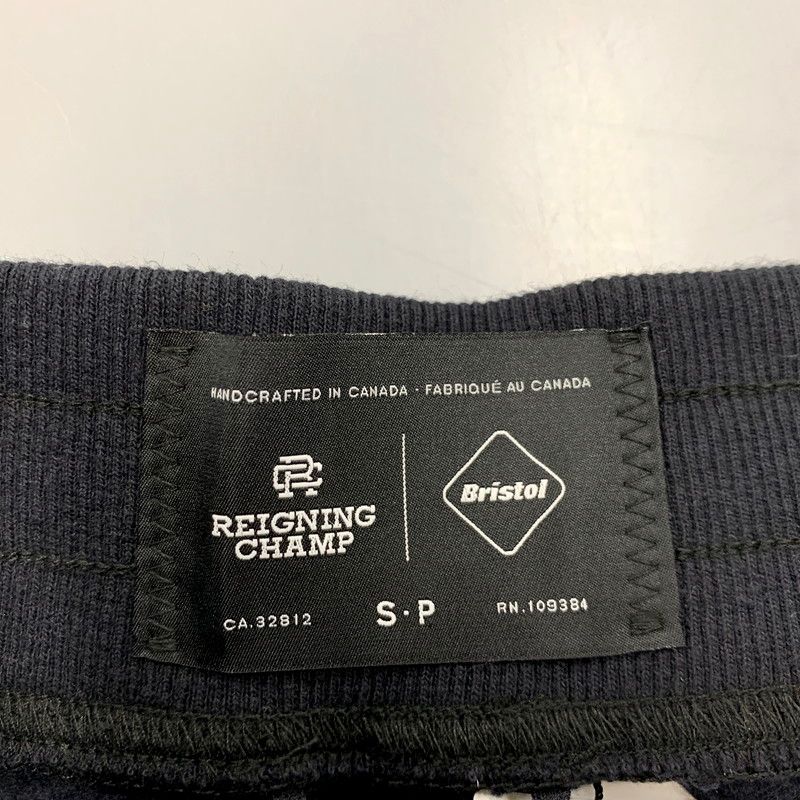 HANDCRAFTED IN CANADA · FABRIQUÉ AU CANADA
RC
REIGNING
CHAMP
Bristol
CA.32812
S·P
RN.109384